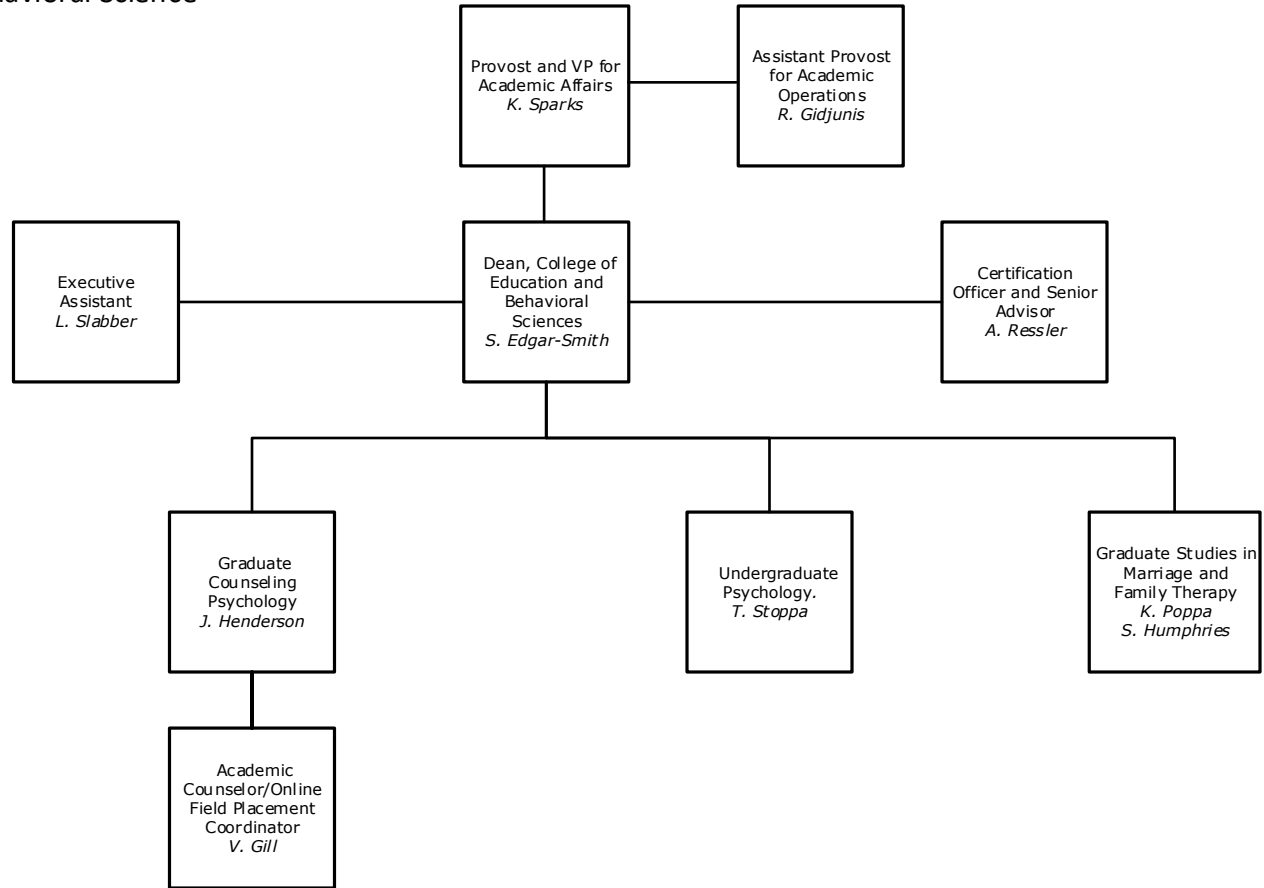 Provost and VP for
Academic Affairs
K. Sparks
Assistant Provost
for Academic
Operations
R. Gidjunis
Executive
Assistant
L. Slabber
Dean, College of
Education and
Behavioral
Sciences
S. Edgar-Smith
Certification
Officer and Senior
Advisor
A. Ressler
Graduate
Counseling
Psychology
J. Henderson
Undergraduate
Psychology.
T. Stoppa
Graduate Studies in
Marriage and
Family Therapy
K. Poppa
S. Humphries
Academic
Counselor/Online
Field Placement
Coordinator
V. Gill